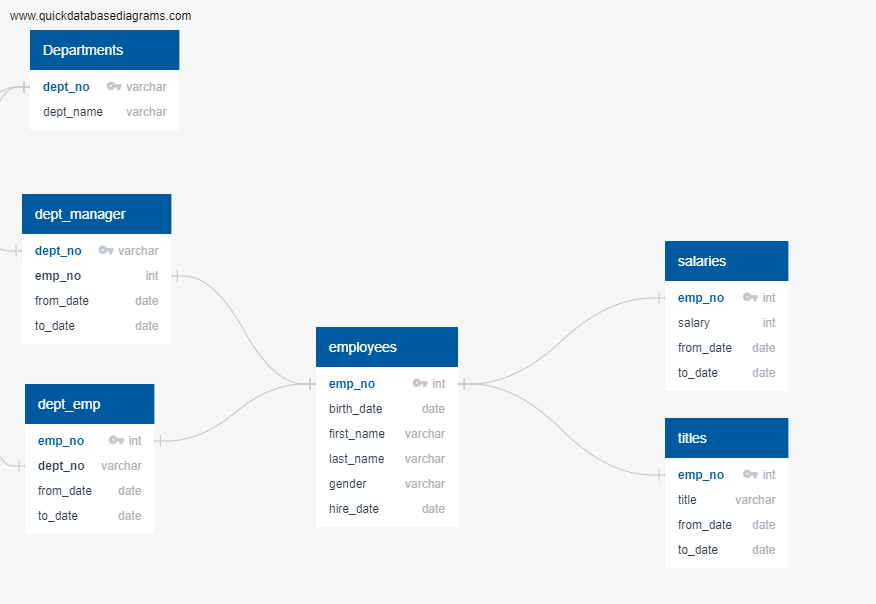 www.quickdatabasediagrams.com
Departments
dept_no varchar
dept_name varchar
dept_manager
dept_no varchar
emp_no int
from_date date
to_date date
dept_emp
emp_no int
dept_no varchar
from_date date
to_date date
employees
emp_no int
birth_date date
first_name varchar
last_name varchar
gender varchar
hire_date date
salaries
emp_no int
salary int
from_date date
to_date date
titles
emp_no int
title varchar
from_date date
to_date date